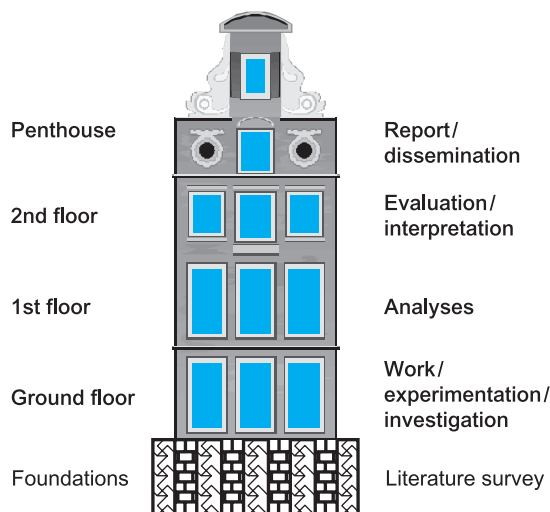 Penthouse
Report/
dissemination
2nd floor
Evaluation/
interpretation
1st floor
Analyses
Ground floor
Work/
experimentation/
investigation
Foundations
Literature survey